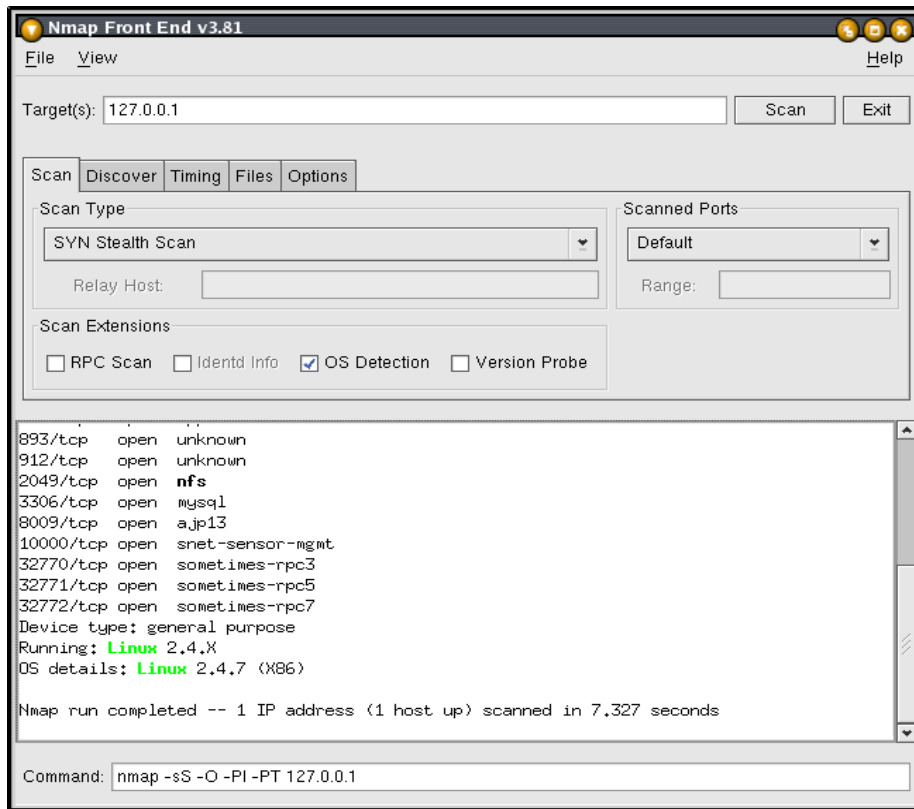 Nmap Front End v3.81
File View Help
Target(s): 127.0.0.1 Scan Exit
Scan Discover Timing Files Options
Scan Type
SYN Stealth Scan
Relay Host:
Scanned Ports
Default
Range:
Scan Extensions
RPC Scan Identd Info OS Detection Version Probe
893/tcp open unknown
912/tcp open unknown
2049/tcp open nfs
3306/tcp open mysql
8009/tcp open ajp13
10000/tcp open snet-sensor-mgmt
32770/tcp open sometimes-rpc3
32771/tcp open sometimes-rpc5
32772/tcp open sometimes-rpc7
Device type: general purpose
Running: Linux 2.4.X
OS details: Linux 2.4.7 (X86)
Nmap run completed -- 1 IP address (1 host up) scanned in 7.327 seconds
Command: nmap -sS -O -PI -PT 127.0.0.1